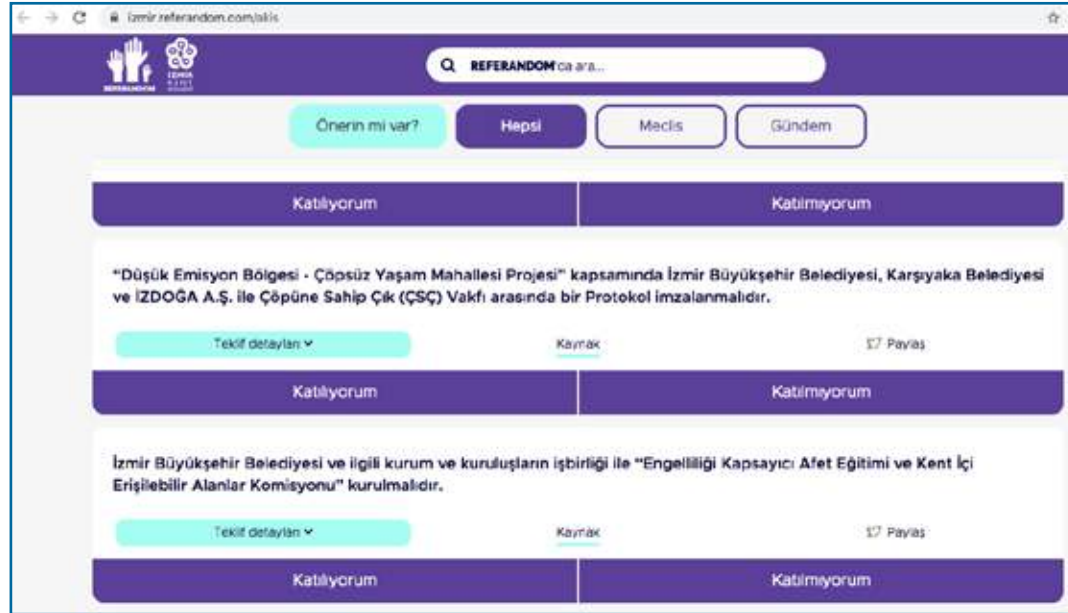 izmir.referandom.com/akis
REFERANDOM
İZMİR
KENT
REFERANDOM'da ara...
Önerin mi var?
Hepsi
Meclis
Gündem
Katılıyorum
Katılmıyorum
“Düşük Emisyon Bölgesi - Çöpsüz Yaşam Mahallesi Projesi” kapsamında İzmir Büyükşehir Belediyesi, Karşıyaka Belediyesi
ve İZDOĞA A.Ş. ile Çöpüne Sahip Çık (ÇSÇ) Vakfı arasında bir Protokol imzalanmalıdır.
Teklif detayları
Kaynak
Paylaş
Katılıyorum
Katılmıyorum
İzmir Büyükşehir Belediyesi ve ilgili kurum ve kuruluşların işbirliği ile “Engelliliği Kapsayıcı Afet Eğitimi ve Kent İçi
Erişilebilir Alanlar Komisyonu” kurulmalıdır.
Teklif detayları
Kaynak
Paylaş
Katılıyorum
Katılmıyorum